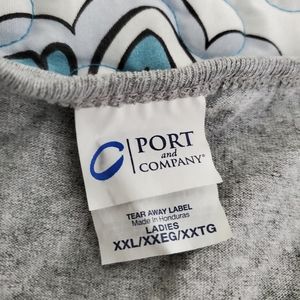 PORT
and
COMPANY®
TEAR AWAY LABEL
Made in Honduras
LADIES
XXL/XXEG/XXTG